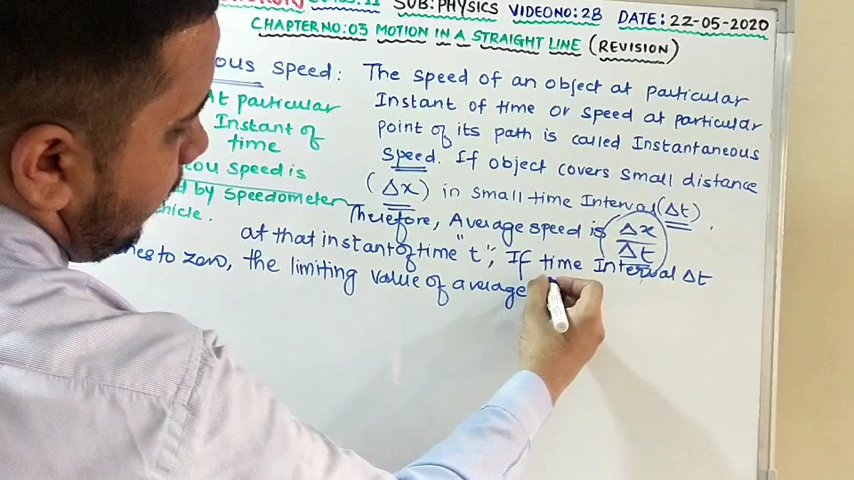 SUB: PHYSICS VIDEO NO: 28 DATE: 22-05-2020
CHAPTER NO: 03 MOTION IN A STRAIGHT LINE (REVISION)
ous Speed: The speed of an object at particular
At particular Instant of time or speed at particular
Instant of point of its path is called Instantaneous
time speed. If object covers small distance
ou speed is (Δx) in small time Interval (Δt).
d by speedometer Therefore, Average speed is (Δx/Δt)
hicle. at that instant of time "t", If time Interval Δt
mes to zero, the limiting value of average